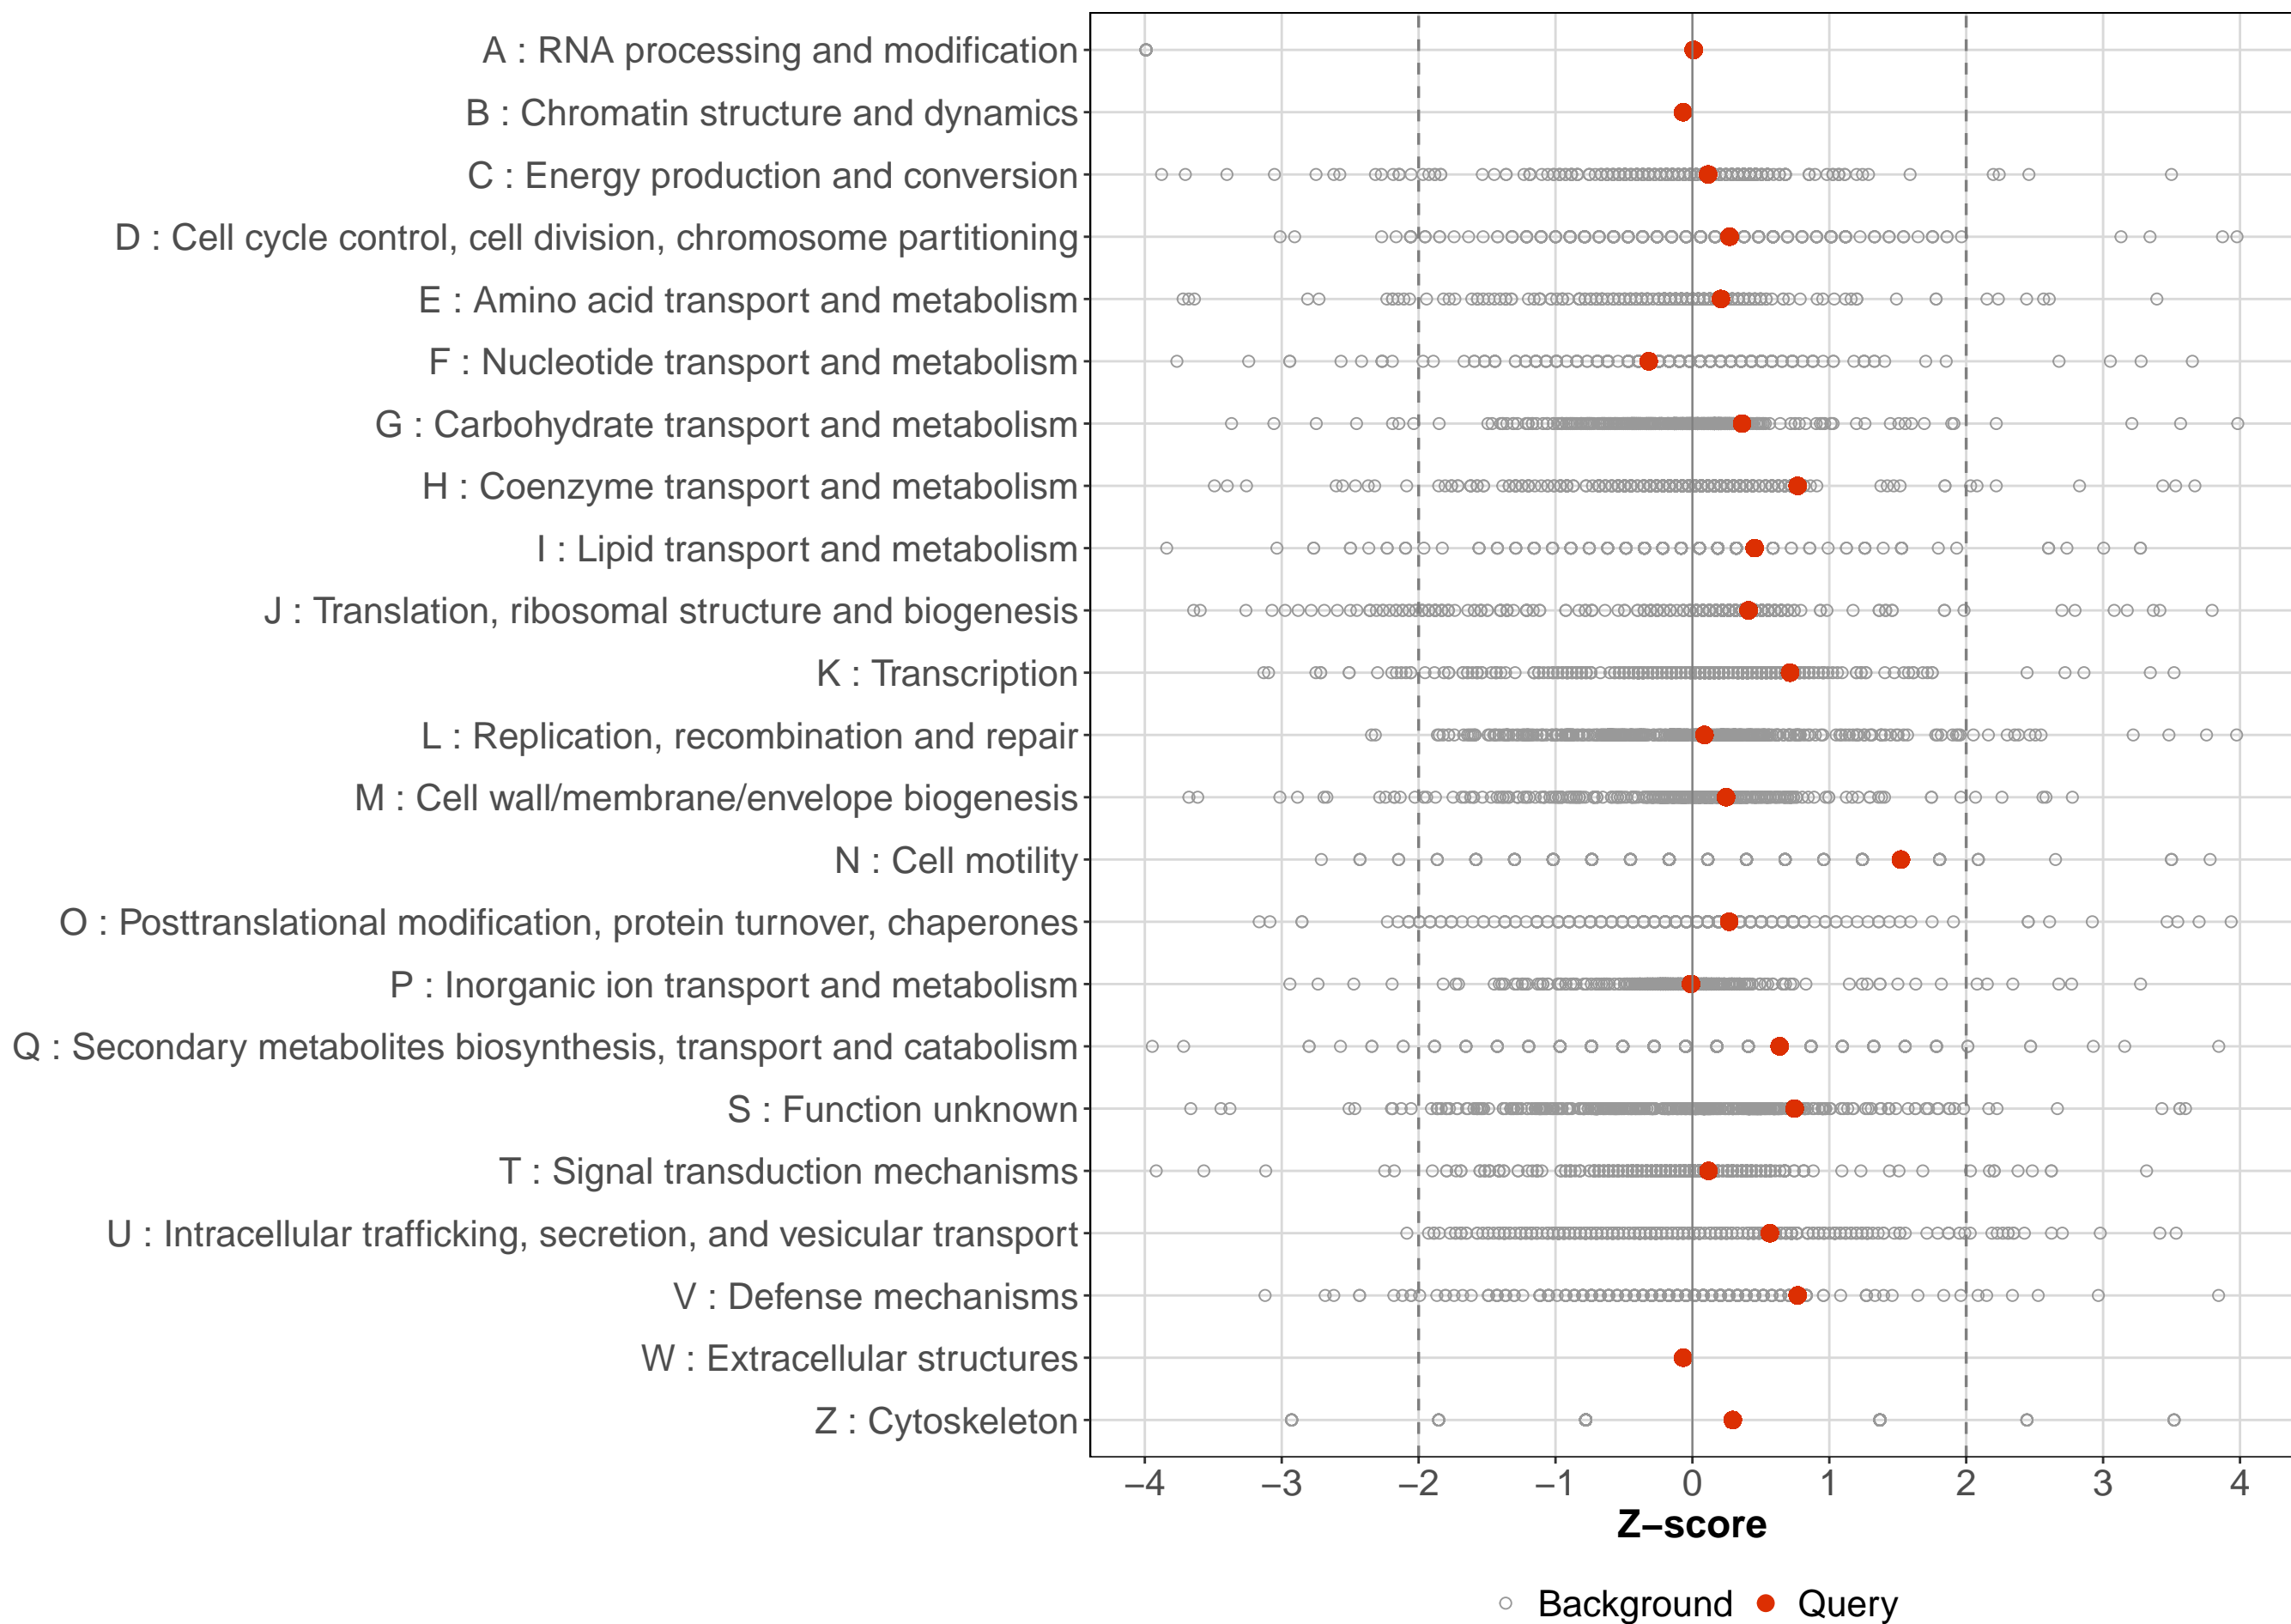 A : RNA processing and modification
B : Chromatin structure and dynamics
C : Energy production and conversion
D : Cell cycle control, cell division, chromosome partitioning
E : Amino acid transport and metabolism
F : Nucleotide transport and metabolism
G : Carbohydrate transport and metabolism
H : Coenzyme transport and metabolism
I : Lipid transport and metabolism
J : Translation, ribosomal structure and biogenesis
K : Transcription
L : Replication, recombination and repair
M : Cell wall/membrane/envelope biogenesis
N : Cell motility
O : Posttranslational modification, protein turnover, chaperones
P : Inorganic ion transport and metabolism
Q : Secondary metabolites biosynthesis, transport and catabolism
S : Function unknown
T : Signal transduction mechanisms
U : Intracellular trafficking, secretion, and vesicular transport
V : Defense mechanisms
W : Extracellular structures
Z : Cytoskeleton
−4 −3 −2 −1 0 1 2 3 4
Z−score
Background Query